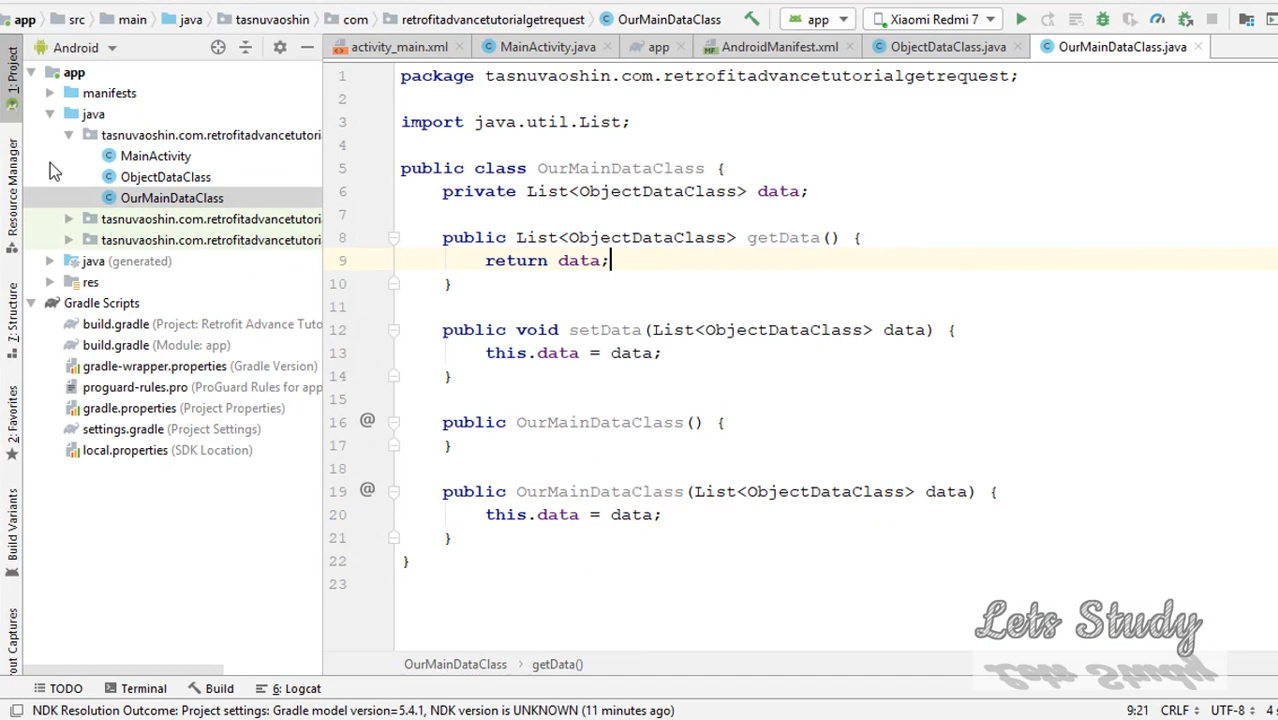 app src main java tasnuvaoshin com retrofitadvancetutorialgetrequest OurMainDataClass app Xiaomi Redmi 7
Android activity_main.xml MainActivity.java app AndroidManifest.xml ObjectDataClass.java OurMainDataClass.java
1: Project
Resource Manager
7: Structure
2: Favorites
Build Variants
out Captures
app
manifests
java
tasnuvaoshin.com.retrofitadvancetutori
MainActivity
ObjectDataClass
OurMainDataClass
tasnuvaoshin.com.retrofitadvancetutori
tasnuvaoshin.com.retrofitadvancetutori
java (generated)
res
Gradle Scripts
build.gradle (Project: Retrofit Advance Tuto
build.gradle (Module: app)
gradle-wrapper.properties (Gradle Version)
proguard-rules.pro (ProGuard Rules for app
gradle.properties (Project Properties)
settings.gradle (Project Settings)
local.properties (SDK Location)
1 package tasnuvaoshin.com.retrofitadvancetutorialgetrequest;
2
3 import java.util.List;
4
5 public class OurMainDataClass {
6 private List<ObjectDataClass> data;
7
8 public List<ObjectDataClass> getData() {
9 return data;
10 }
11
12 public void setData(List<ObjectDataClass> data) {
13 this.data = data;
14 }
15
16 @ public OurMainDataClass() {
17 }
18
19 @ public OurMainDataClass(List<ObjectDataClass> data) {
20 this.data = data;
21 }
22 }
23
Lets Study
OurMainDataClass › getData()
TODO Terminal Build 6: Logcat
NDK Resolution Outcome: Project settings: Gradle model version=5.4.1, NDK version is UNKNOWN (11 minutes ago) 9:21 CRLF UTF-8 4 s